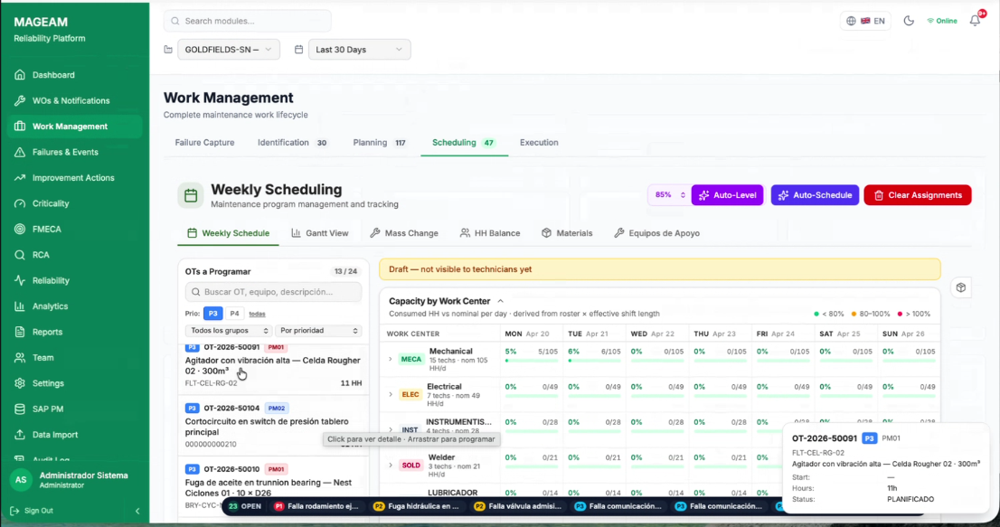 MAGEAM
Reliability Platform
Search modules...
EN
Online
9+
GOLDFIELDS-SN —
Last 30 Days
Dashboard
WOs & Notifications
Work Management
Failures & Events
Improvement Actions
Criticality
FMECA
RCA
Reliability
Analytics
Reports
Team
Settings
SAP PM
Data Import
Audit Log
AS
Administrador Sistema
Administrator
Sign Out
Work Management
Complete maintenance work lifecycle
Failure Capture
Identification 30
Planning 117
Scheduling 47
Execution
Weekly Scheduling
Maintenance program management and tracking
85%
Auto-Level
Auto-Schedule
Clear Assignments
Weekly Schedule
Gantt View
Mass Change
HH Balance
Materials
Equipos de Apoyo
OTs a Programar 13 / 24
Buscar OT, equipo, descripción...
Prio: P3 P4 todas
Todos los grupos
Por prioridad
P3 OT-2026-50091 PM01
Agitador con vibración alta — Celda Rougher
02 · 300m³
FLT-CEL-RG-02 11 HH
P3 OT-2026-50104 PM02
Cortocircuito en switch de presión tablero
principal
000000000210
Click para ver detalle · Arrastrar para programar
P3 OT-2026-50010 PM01
Fuga de aceite en trunnion bearing — Nest
Ciclones 01 · 10 × D26
BRY-CYC-N
Draft — not visible to technicians yet
Capacity by Work Center
Consumed HH vs nominal per day · derived from roster × effective shift length
< 80% 80–100% > 100%
WORK CENTER MON Apr 20 TUE Apr 21 WED Apr 22 THU Apr 23 FRI Apr 24 SAT Apr 25 SUN Apr 26
MECA Mechanical 5% 5/105 6% 6/105 0% 0/105 0% 0/105 0% 0/105 0% 0/105 0% 0/105
15 techs · nom 105
HH/d
ELEC Electrical 0% 0/49 0% 0/49 0% 0/49 0% 0/49 0% 0/49 0% 0/49 0% 0/49
7 techs · nom 49
HH/d
INST INSTRUMENTIS... 0% 0/28 0% 0/28 0% 0/28 0% 0/28 0% 0/28 0% 0/28 0% 0/28
4 techs · nom 28
SOLD Welder 0% 0/21 0% 0/21 0% 0/21 0% 0/21 0%
3 techs · nom 21
HH/d
LUBRICADOR 0% 0/14 0% 0/14 0% 0/14 0% 0/14 0%
OT-2026-50091 P3 PM01
FLT-CEL-RG-02
Agitador con vibración alta — Celda Rougher 02 · 300m³
Start: —
Hours: 11h
Status: PLANIFICADO
23 OPEN
P1 Falla rodamiento ej...
P2 Fuga hidráulica en ...
P2 Falla válvula admisi...
P3 Falla comunicación...
P3 Falla comunicación...